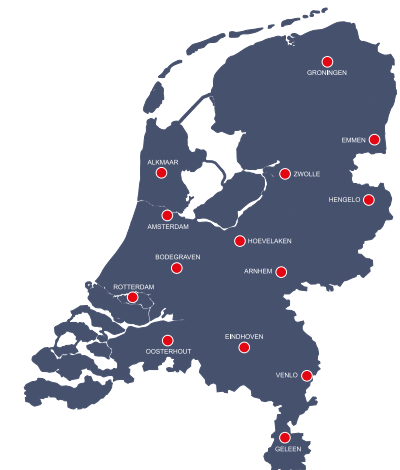 GRONINGEN
EMMEN
ALKMAAR
ZWOLLE
HENGELO
AMSTERDAM
HOEVELAKEN
BODEGRAVEN
ARNHEM
ROTTERDAM
EINDHOVEN
OOSTERHOUT
VENLO
GELEEN